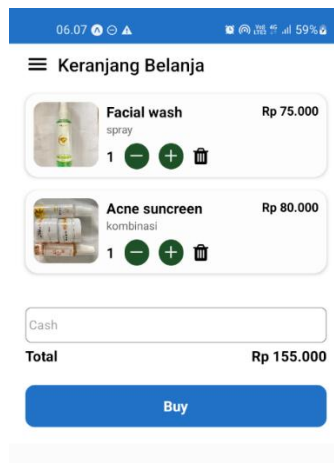 06.07 59%
Keranjang Belanja
Facial wash Rp 75.000
spray
1
Acne suncreen Rp 80.000
kombinasi
1
Cash
Total Rp 155.000
Buy